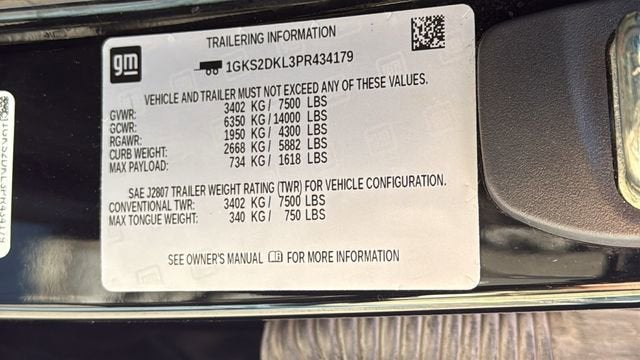 gm
TRAILERING INFORMATION
1GKS2DKL3PR434179
VEHICLE AND TRAILER MUST NOT EXCEED ANY OF THESE VALUES.
GVWR: 3402 KG / 7500 LBS
GCWR: 6350 KG / 14000 LBS
RGAWR: 1950 KG / 4300 LBS
CURB WEIGHT: 2668 KG / 5882 LBS
MAX PAYLOAD: 734 KG / 1618 LBS
SAE J2807 TRAILER WEIGHT RATING (TWR) FOR VEHICLE CONFIGURATION.
CONVENTIONAL TWR: 3402 KG / 7500 LBS
MAX TONGUE WEIGHT: 340 KG / 750 LBS
SEE OWNER'S MANUAL FOR MORE INFORMATION